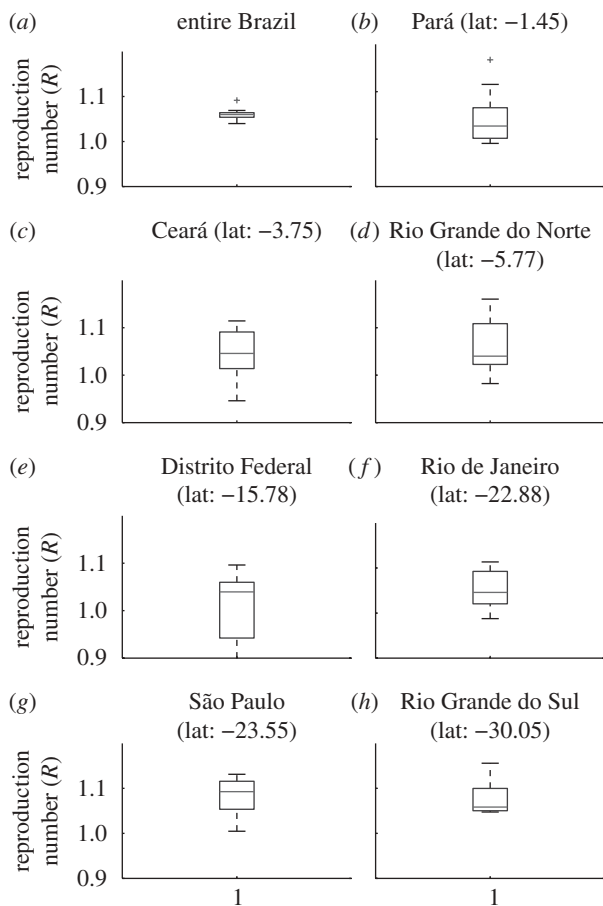 (a) entire Brazil
reproduction
number (R)
1.1
1.0
0.9
(b) Pará (lat: −1.45)
(c) Ceará (lat: −3.75)
reproduction
number (R)
1.1
1.0
0.9
(d) Rio Grande do Norte
(lat: −5.77)
(e) Distrito Federal
(lat: −15.78)
reproduction
number (R)
1.1
1.0
0.9
(f) Rio de Janeiro
(lat: −22.88)
(g) São Paulo
(lat: −23.55)
reproduction
number (R)
1.1
1.0
0.9
1
(h) Rio Grande do Sul
(lat: −30.05)
1